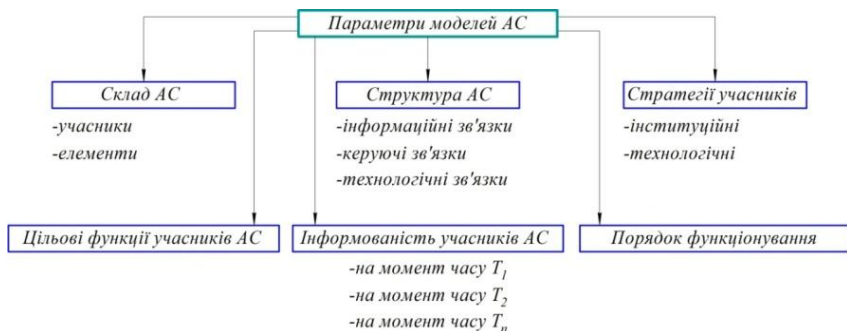 Параметри моделей АС
Склад АС
-учасники
-елементи
Структура АС
-інформаційні зв'язки
-керуючі зв'язки
-технологічні зв'язки
Стратегії учасників
-інституційні
-технологічні
Цільові функції учасників АС
Інформованість учасників АС
-на момент часу T₁
-на момент часу T₂
-на момент часу Tₙ
Порядок функціонування